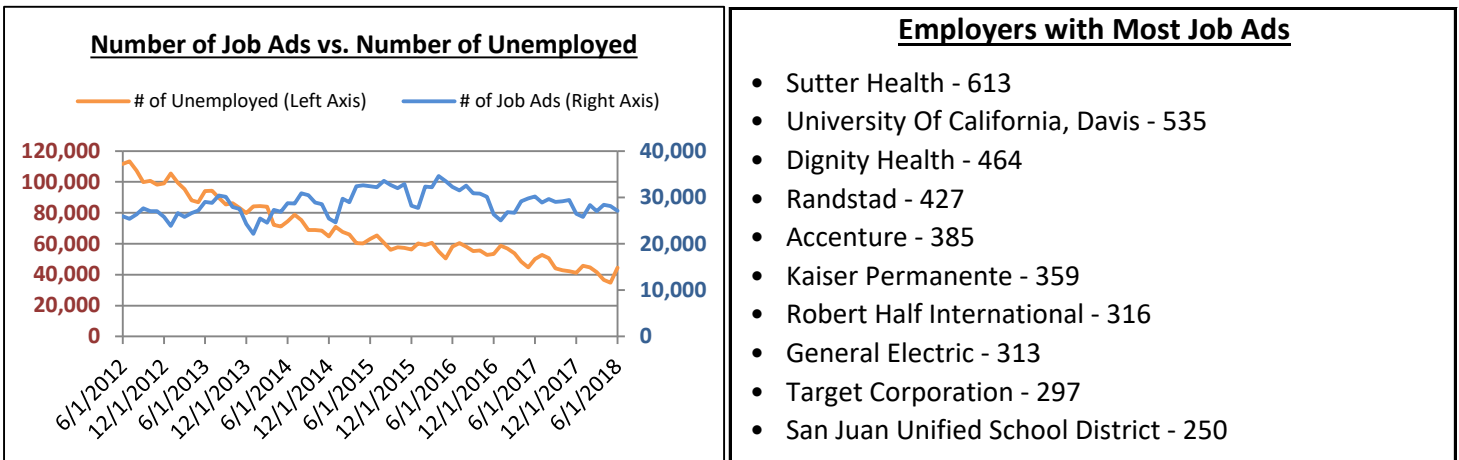 Number of Job Ads vs. Number of Unemployed
# of Unemployed (Left Axis) # of Job Ads (Right Axis)
120,000 40,000
100,000
80,000 30,000
60,000 20,000
40,000 10,000
20,000
0 0
6/1/2012 12/1/2012 6/1/2013 12/1/2013 6/1/2014 12/1/2014 6/1/2015 12/1/2015 6/1/2016 12/1/2016 6/1/2017 12/1/2017 6/1/2018
Employers with Most Job Ads
• Sutter Health - 613
• University Of California, Davis - 535
• Dignity Health - 464
• Randstad - 427
• Accenture - 385
• Kaiser Permanente - 359
• Robert Half International - 316
• General Electric - 313
• Target Corporation - 297
• San Juan Unified School District - 250